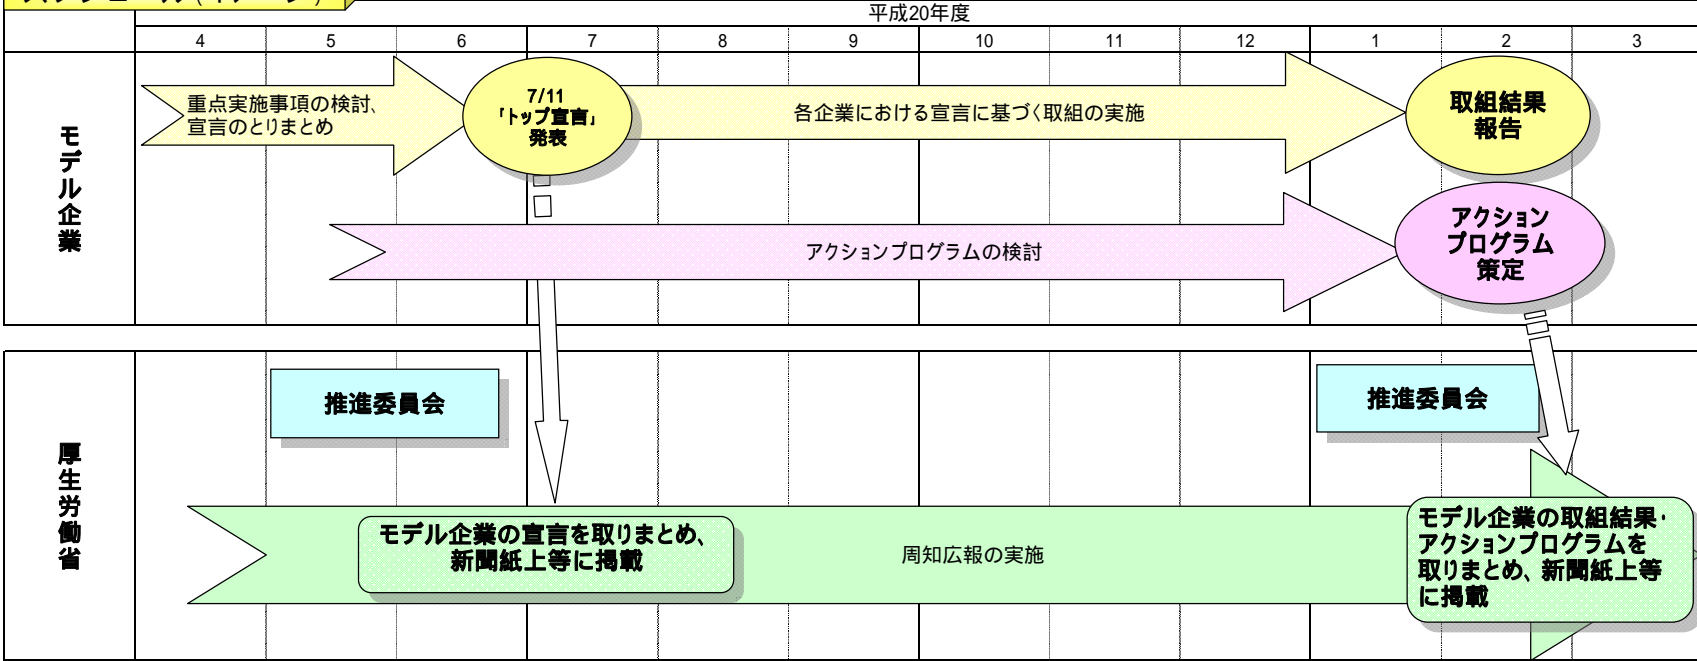 平成20年度
4 5 6 7 8 9 10 11 12 1 2 3
モデル企業
重点実施事項の検討、
宣言のとりまとめ
7/11
「トップ宣言」
発表
各企業における宣言に基づく取組の実施
取組結果
報告
アクションプログラムの検討
アクション
プログラム
策定
厚生労働省
推進委員会
推進委員会
モデル企業の宣言を取りまとめ、
新聞紙上等に掲載
周知広報の実施
モデル企業の取組結果・
アクションプログラムを
取りまとめ、新聞紙上等
に掲載